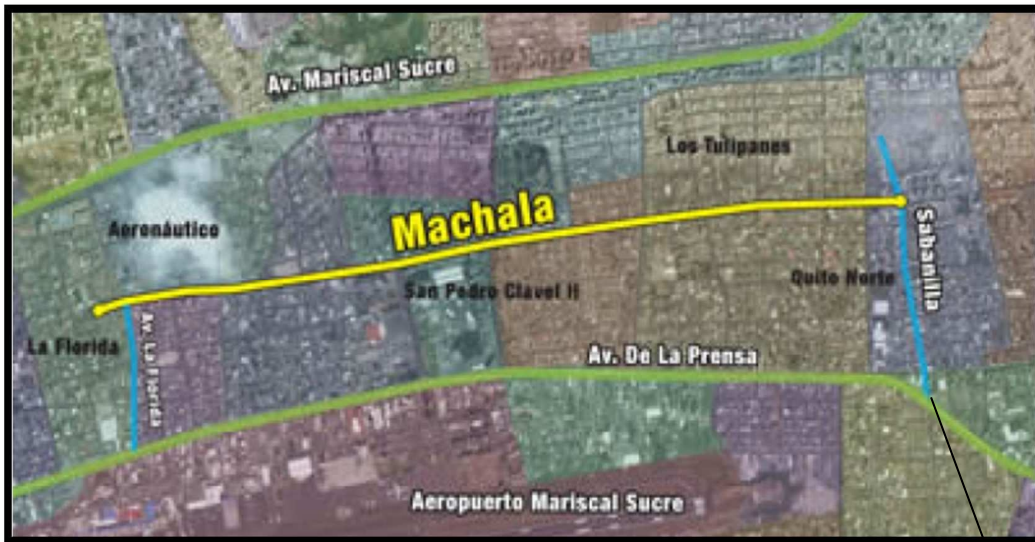 Av. Mariscal Sucre
Los Tulipanes
Machala
Aeronáutico
Sabanilla
Quito Norte
San Pedro Clavel II
La Florida
Av. La Florida
Av. De La Prensa
Aeropuerto Mariscal Sucre